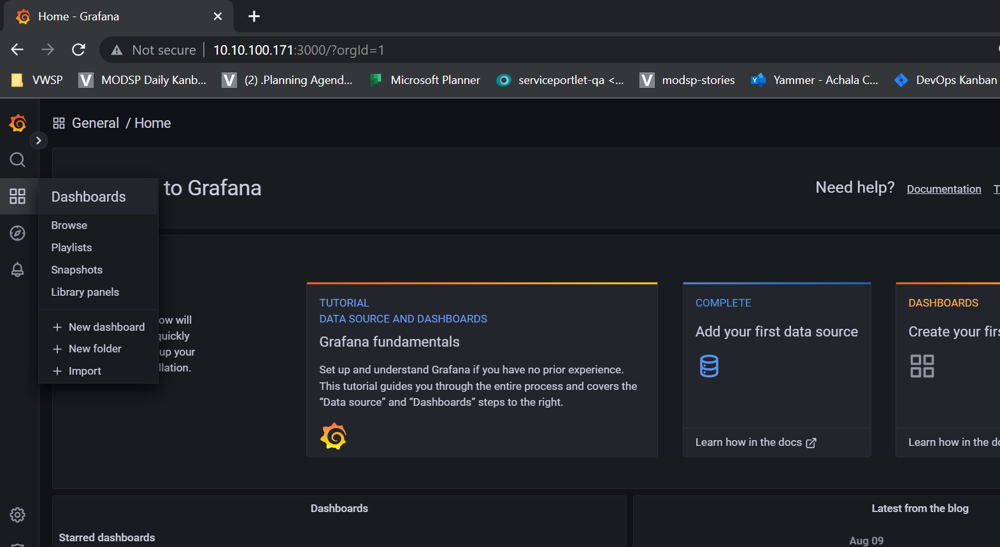 Home - Grafana
Not secure 10.10.100.171:3000/?orgId=1
VWSP
MODSP Daily Kanb...
(2) .Planning Agend...
Microsoft Planner
serviceportlet-qa <...
modsp-stories
Yammer - Achala C...
DevOps Kanban
General / Home
to Grafana
Need help?
Documentation
Dashboards
Browse
Playlists
Snapshots
Library panels
New dashboard
New folder
Import
ow will
quickly
up your
llation.
TUTORIAL
DATA SOURCE AND DASHBOARDS
Grafana fundamentals
Set up and understand Grafana if you have no prior experience.
This tutorial guides you through the entire process and covers the
“Data source” and “Dashboards” steps to the right.
COMPLETE
Add your first data source
Learn how in the docs
DASHBOARDS
Create your firs
Learn how in the do
Dashboards
Starred dashboards
Latest from the blog
Aug 09